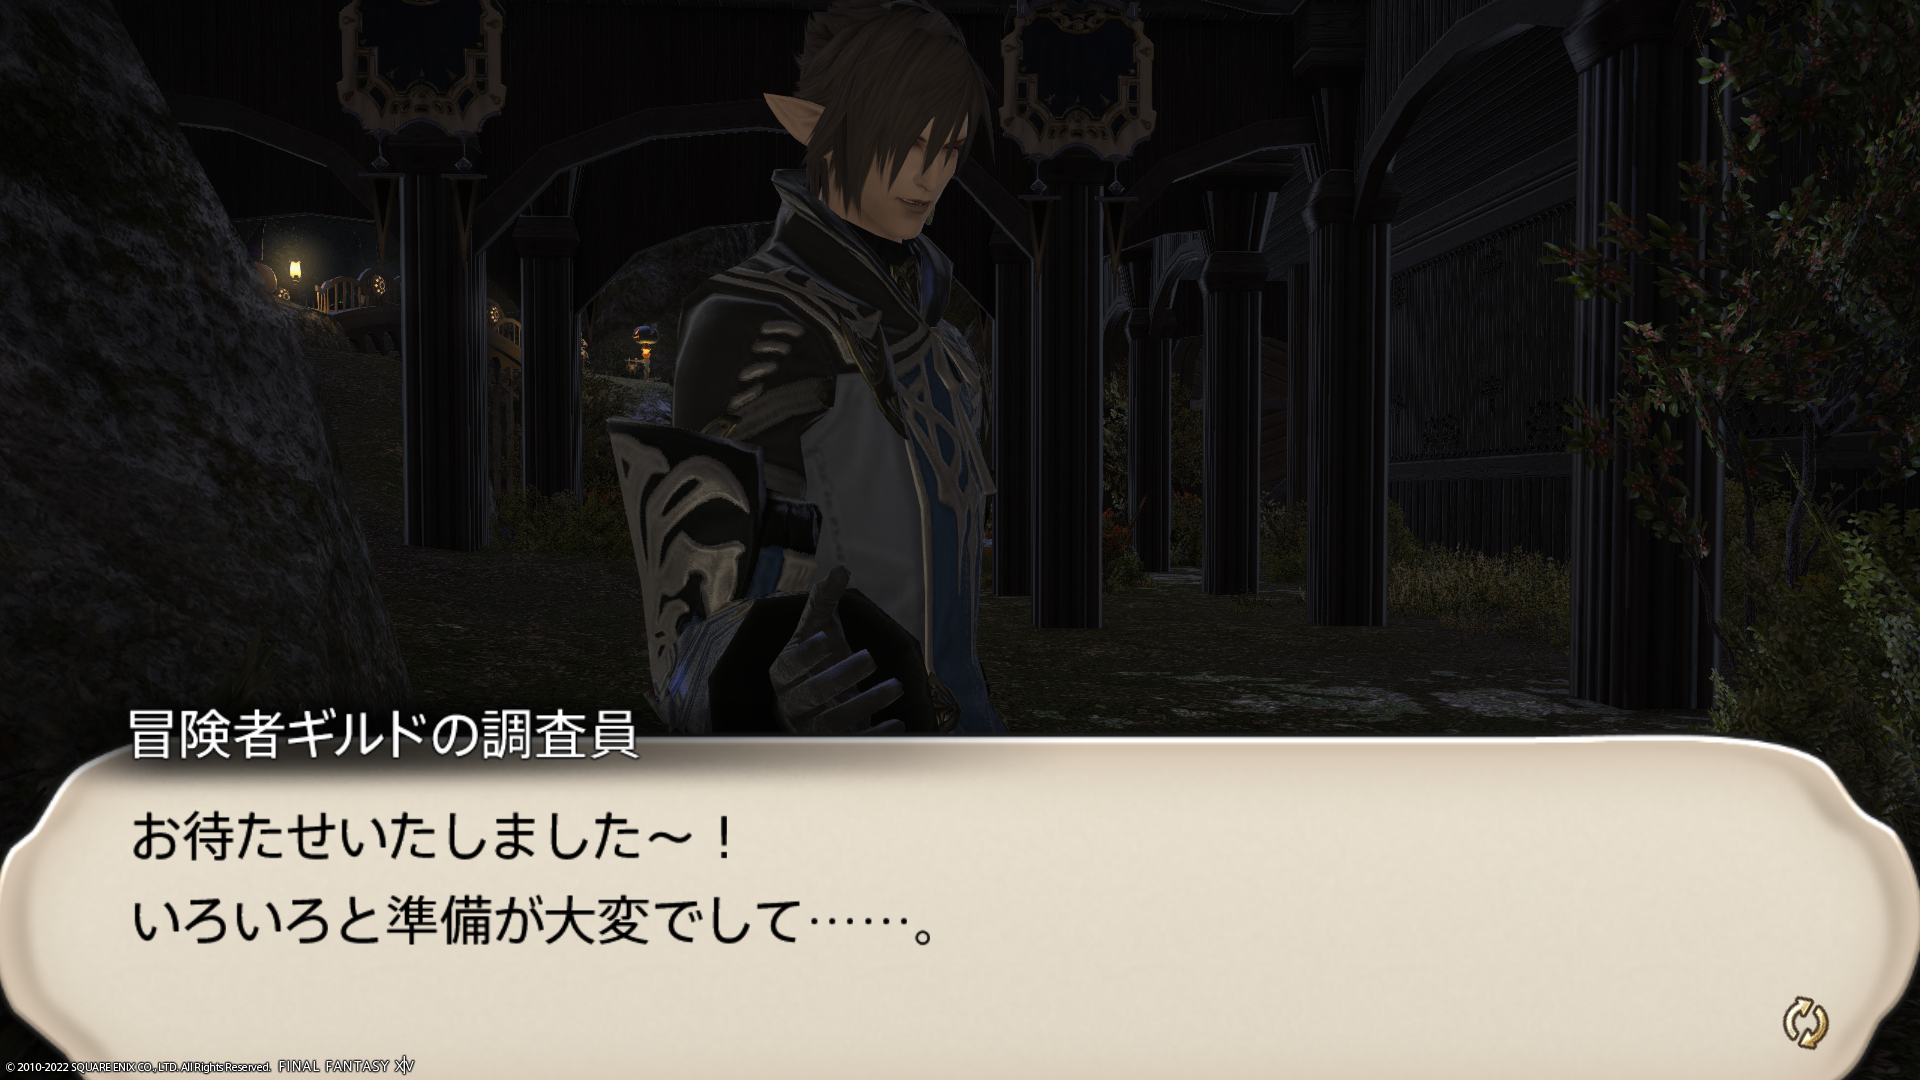 冒険者ギルドの調査員
お待たせいたしました～！
いろいろと準備が大変でして……。
© 2010-2022 SQUARE ENIX CO., LTD. All Rights Reserved. FINAL FANTASY XIV